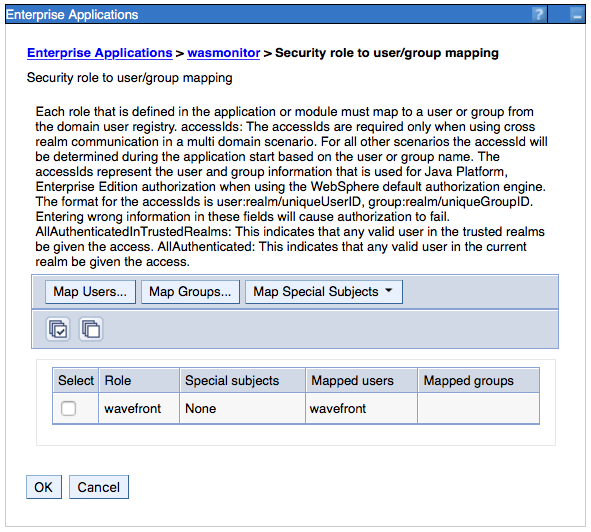 Enterprise Applications
?
Enterprise Applications > wasmonitor > Security role to user/group mapping
Security role to user/group mapping
Each role that is defined in the application or module must map to a user or group from
the domain user registry. accessIds: The accessIds are required only when using cross
realm communication in a multi domain scenario. For all other scenarios the accessId will
be determined during the application start based on the user or group name. The
accessIds represent the user and group information that is used for Java Platform,
Enterprise Edition authorization when using the WebSphere default authorization engine.
The format for the accessIds is user:realm/uniqueUserID, group:realm/uniqueGroupID.
Entering wrong information in these fields will cause authorization to fail.
AllAuthenticatedInTrustedRealms: This indicates that any valid user in the trusted realms
be given the access. AllAuthenticated: This indicates that any valid user in the current
realm be given the access.
Map Users... Map Groups... Map Special Subjects
Select Role Special subjects Mapped users Mapped groups
wavefront None wavefront
OK Cancel